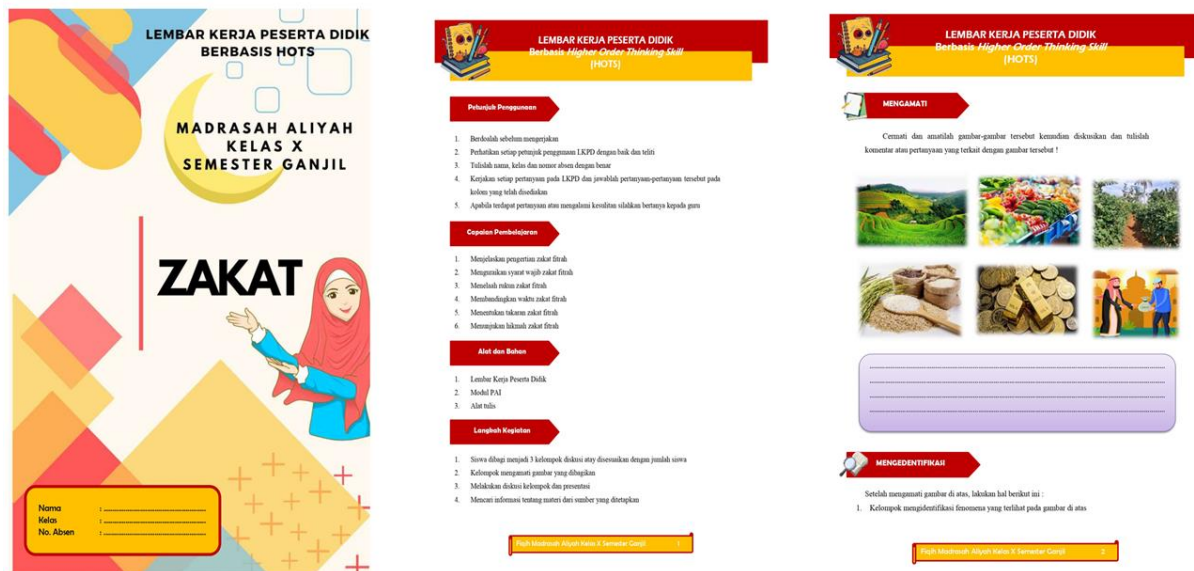 LEMBAR KERJA PESERTA DIDIK
BERBASIS HOTS
MADRASAH ALIYAH
KELAS X
SEMESTER GANJIL
ZAKAT
Nama : ....................................................
Kelas : ....................................................
No. Absen : ....................................................
LEMBAR KERJA PESERTA DIDIK
Berbasis Higher Order Thinking Skill
(HOTS)
Petunjuk Penggunaan
1. Berdoalah sebelum mengerjakan
2. Perhatikan setiap petunjuk penggunaan LKPD dengan baik dan teliti
3. Tulislah nama, kelas dan nomor absen dengan benar
4. Kerjakan setiap pertanyaan pada LKPD dan jawablah pertanyaan-pertanyaan tersebut pada
kolom yang telah disediakan
5. Apabila terdapat pertanyaan atau mengalami kesulitan silahkan bertanya kepada guru
Capaian Pembelajaran
1. Menjelaskan pengertian zakat fitrah
2. Menguraikan syarat wajib zakat fitrah
3. Menelaah rukun zakat fitrah
4. Membandingkan waktu zakat fitrah
5. Menentukan takaran zakat fitrah
6. Menunjukan hikmah zakat fitrah
Alat dan Bahan
1. Lembar Kerja Peserta Didik
2. Modul PAI
3. Alat tulis
Langkah Kegiatan
1. Siswa dibagi menjadi 3 kelompok diskusi atay disesuaikan dengan jumlah siswa
2. Kelompok mengamati gambar yang dibagikan
3. Melakukan diskusi kelompok dan presentasi
4. Mencari informasi tentang materi dari sumber yang ditetapkan
Fiqih Madrasah Aliyah Kelas X Semester Ganjil 1
LEMBAR KERJA PESERTA DIDIK
Berbasis Higher Order Thinking Skill
(HOTS)
MENGAMATI
Cermati dan amatilah gambar-gambar tersebut kemudian diskusikan dan tulislah
komentar atau pertanyaan yang terkait dengan gambar tersebut !
MENGEDENTIFIKASI
Setelah mengamati gambar di atas, lakukan hal berikut ini :
1. Kelompok mengidentifikasi fenomena yang terlihat pada gambar di atas
Fiqih Madrasah Aliyah Kelas X Semester Ganjil 2